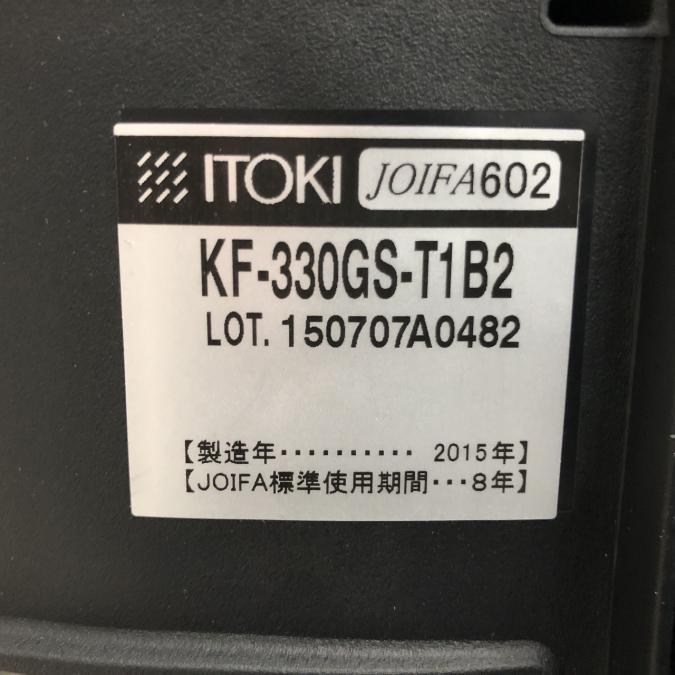 ITOKI JOIFA602
KF-330GS-T1B2
LOT. 150707A0482
【製造年·········· 2015年】
【JOIFA標準使用期間···8年】